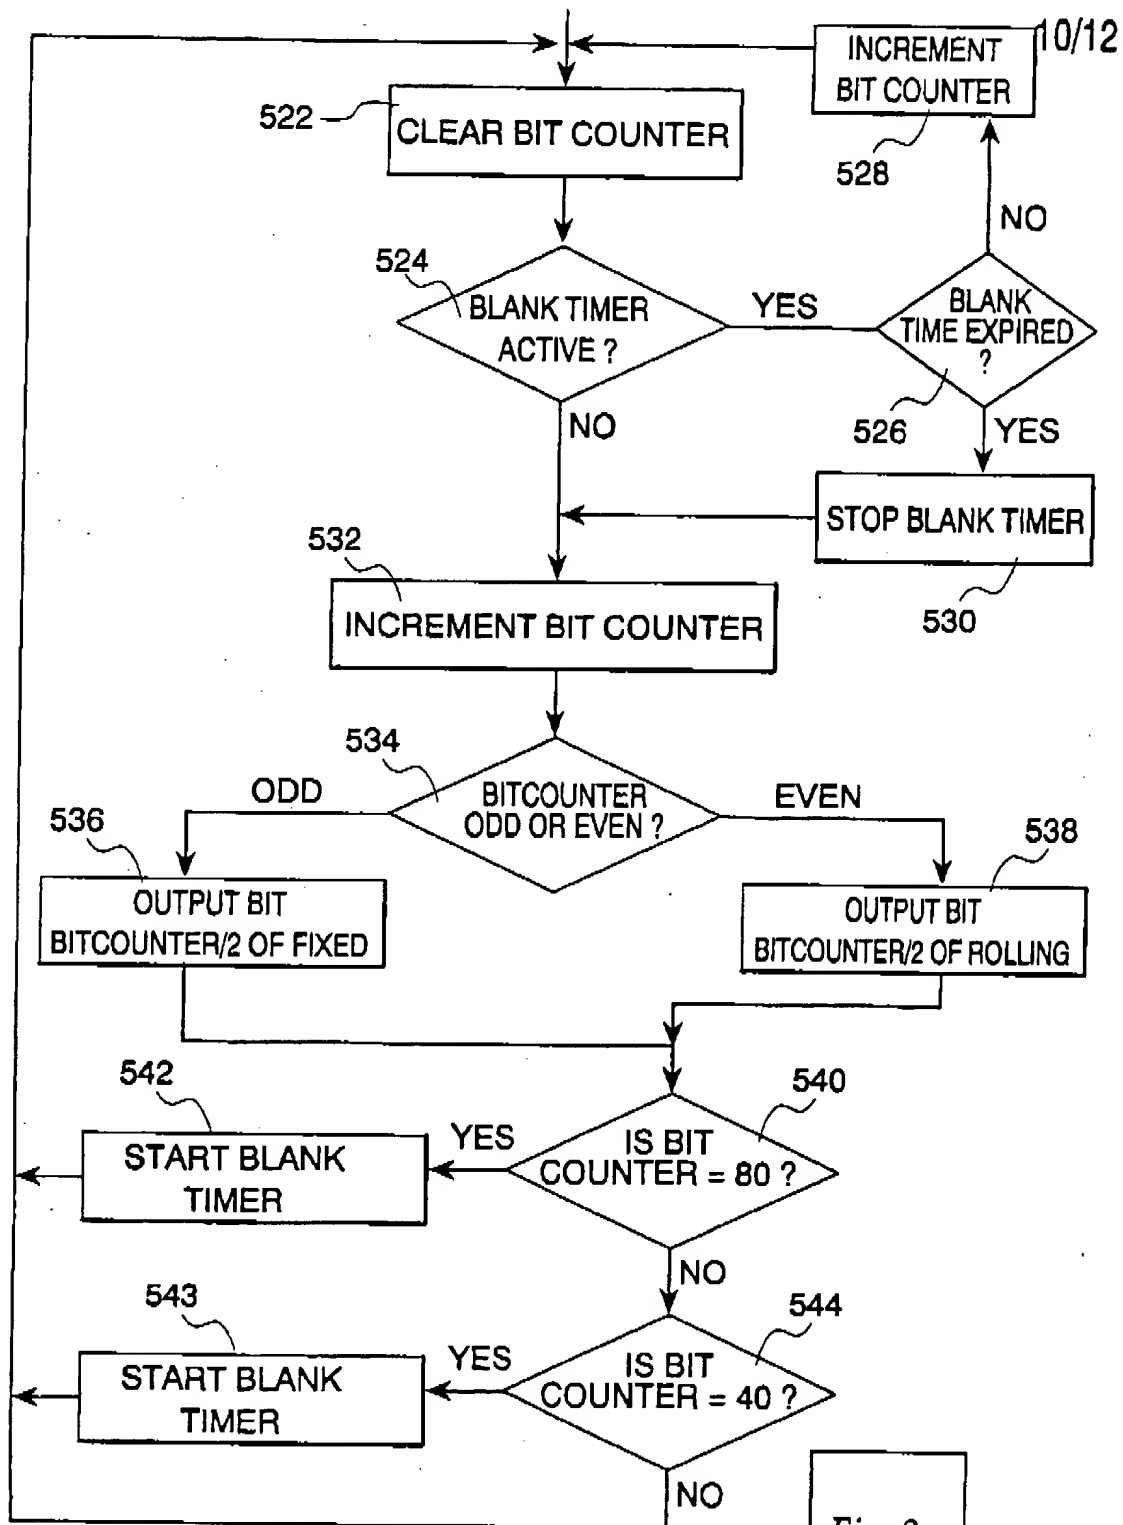 10/12
INCREMENT
BIT COUNTER
528
522
CLEAR BIT COUNTER
NO
524
BLANK TIMER
ACTIVE ?
YES
BLANK
TIME EXPIRED
?
526
YES
NO
STOP BLANK TIMER
530
532
INCREMENT BIT COUNTER
534
BITCOUNTER
ODD OR EVEN ?
ODD
EVEN
536
OUTPUT BIT
BITCOUNTER/2 OF FIXED
538
OUTPUT BIT
BITCOUNTER/2 OF ROLLING
540
IS BIT
COUNTER = 80 ?
YES
542
START BLANK
TIMER
NO
544
IS BIT
COUNTER = 40 ?
YES
543
START BLANK
TIMER
NO